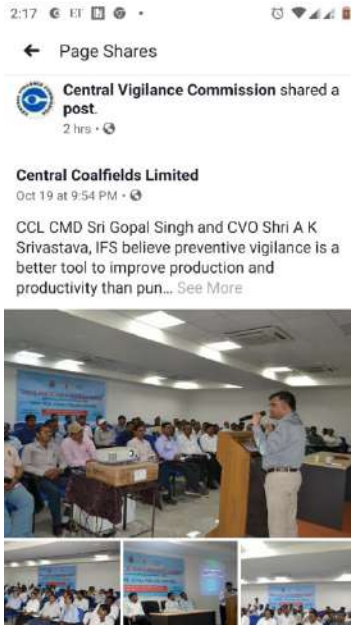 2:17
Page Shares
Central Vigilance Commission shared a
post.
2 hrs •
Central Coalfields Limited
Oct 19 at 9:54 PM •
CCL CMD Sri Gopal Singh and CVO Shri A K
Srivastava, IFS believe preventive vigilance is a
better tool to improve production and
productivity than pun... See More